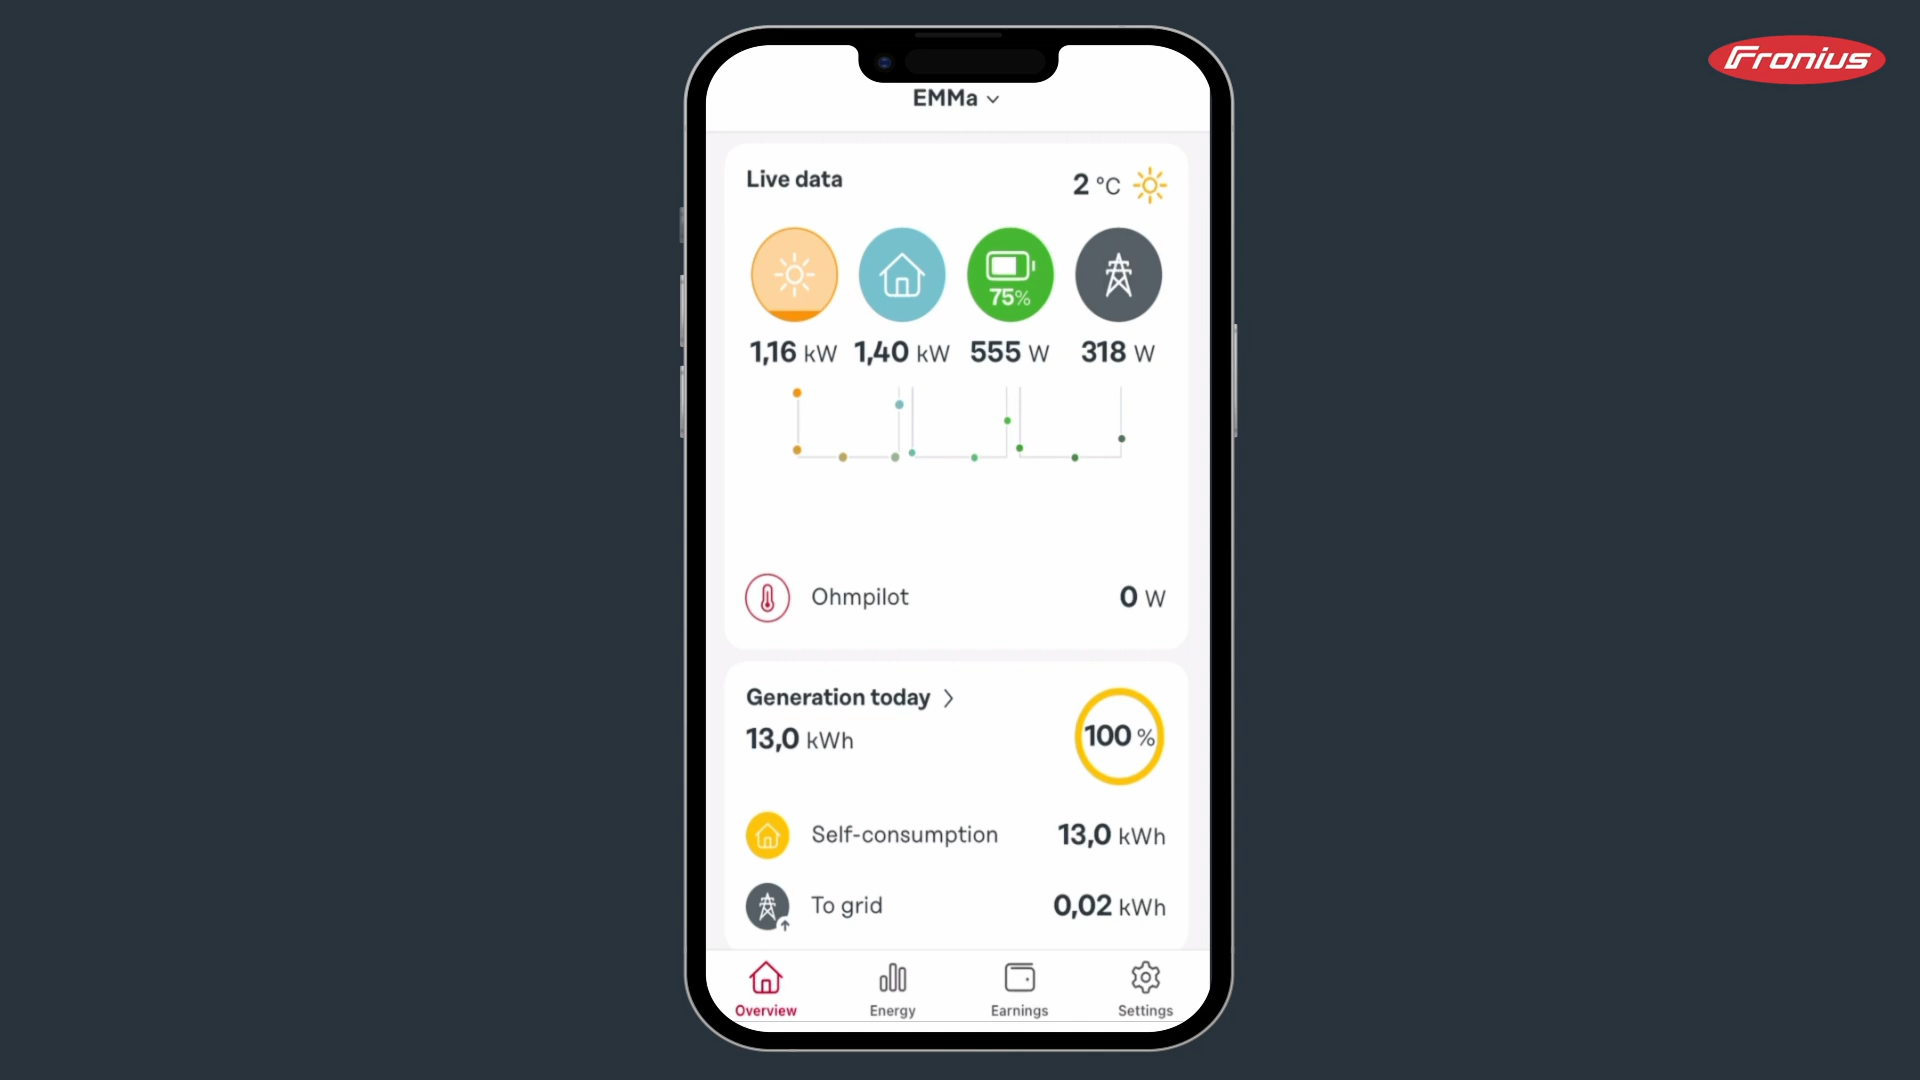 Fronius
EMMa
Live data
2 °C
75%
1,16 kW 1,40 kW 555 W 318 W
Ohmpilot 0 W
Generation today
13,0 kWh
100 %
Self-consumption 13,0 kWh
To grid 0,02 kWh
Overview Energy Earnings Settings